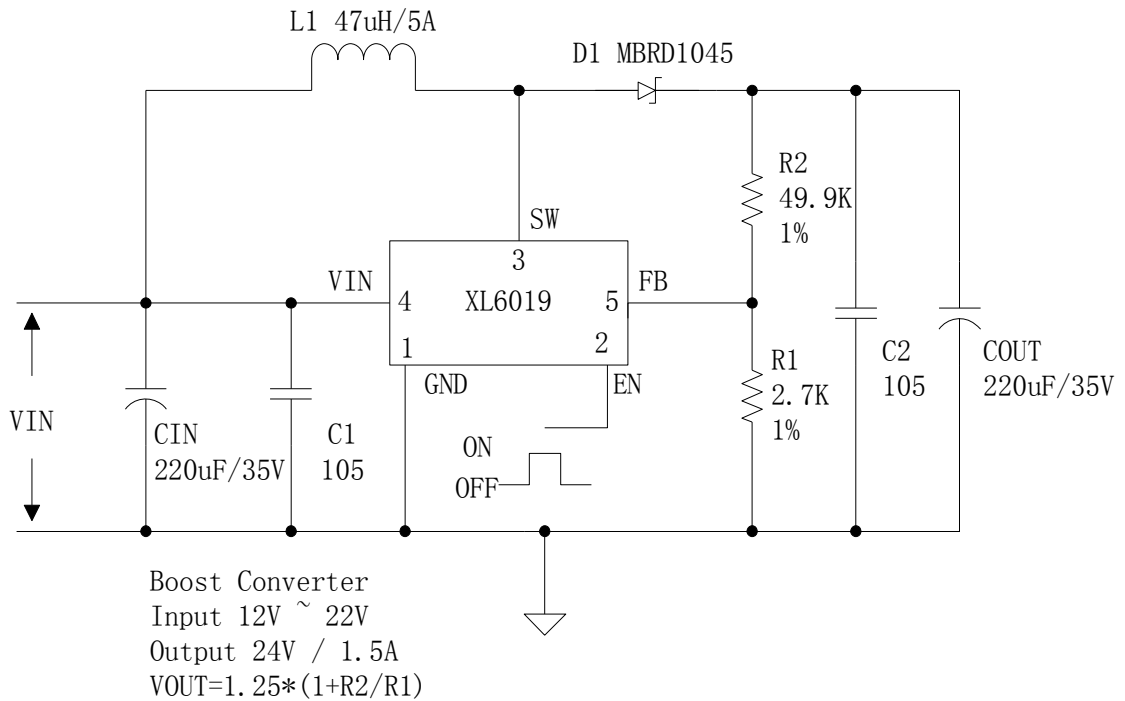 L1 47uH/5A
D1 MBRD1045
R2
49.9K
1%
SW
3
VIN
4
XL6019
5
FB
1
2
GND
EN
R1
2.7K
1%
C2
105
COUT
220uF/35V
VIN
CIN
220uF/35V
C1
105
ON
OFF
Boost Converter
Input 12V ~ 22V
Output 24V / 1.5A
VOUT=1.25*(1+R2/R1)